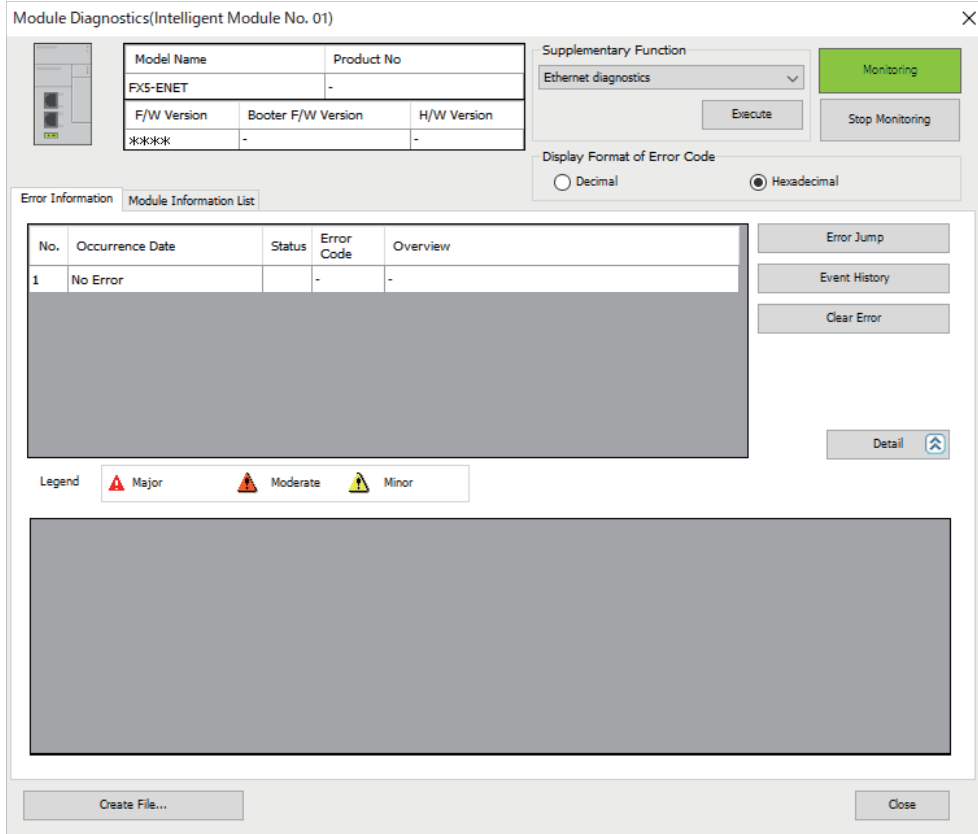 Module Diagnostics(Intelligent Module No. 01)
Model Name Product No
FX5-ENET -
F/W Version Booter F/W Version H/W Version
**** - -
Supplementary Function
Ethernet diagnostics
Execute
Monitoring
Stop Monitoring
Display Format of Error Code
Decimal Hexadecimal
Error Information Module Information List
No. Occurrence Date Status Error Code Overview
1 No Error - -
Error Jump
Event History
Clear Error
Detail
Legend Major Moderate Minor
Create File... Close